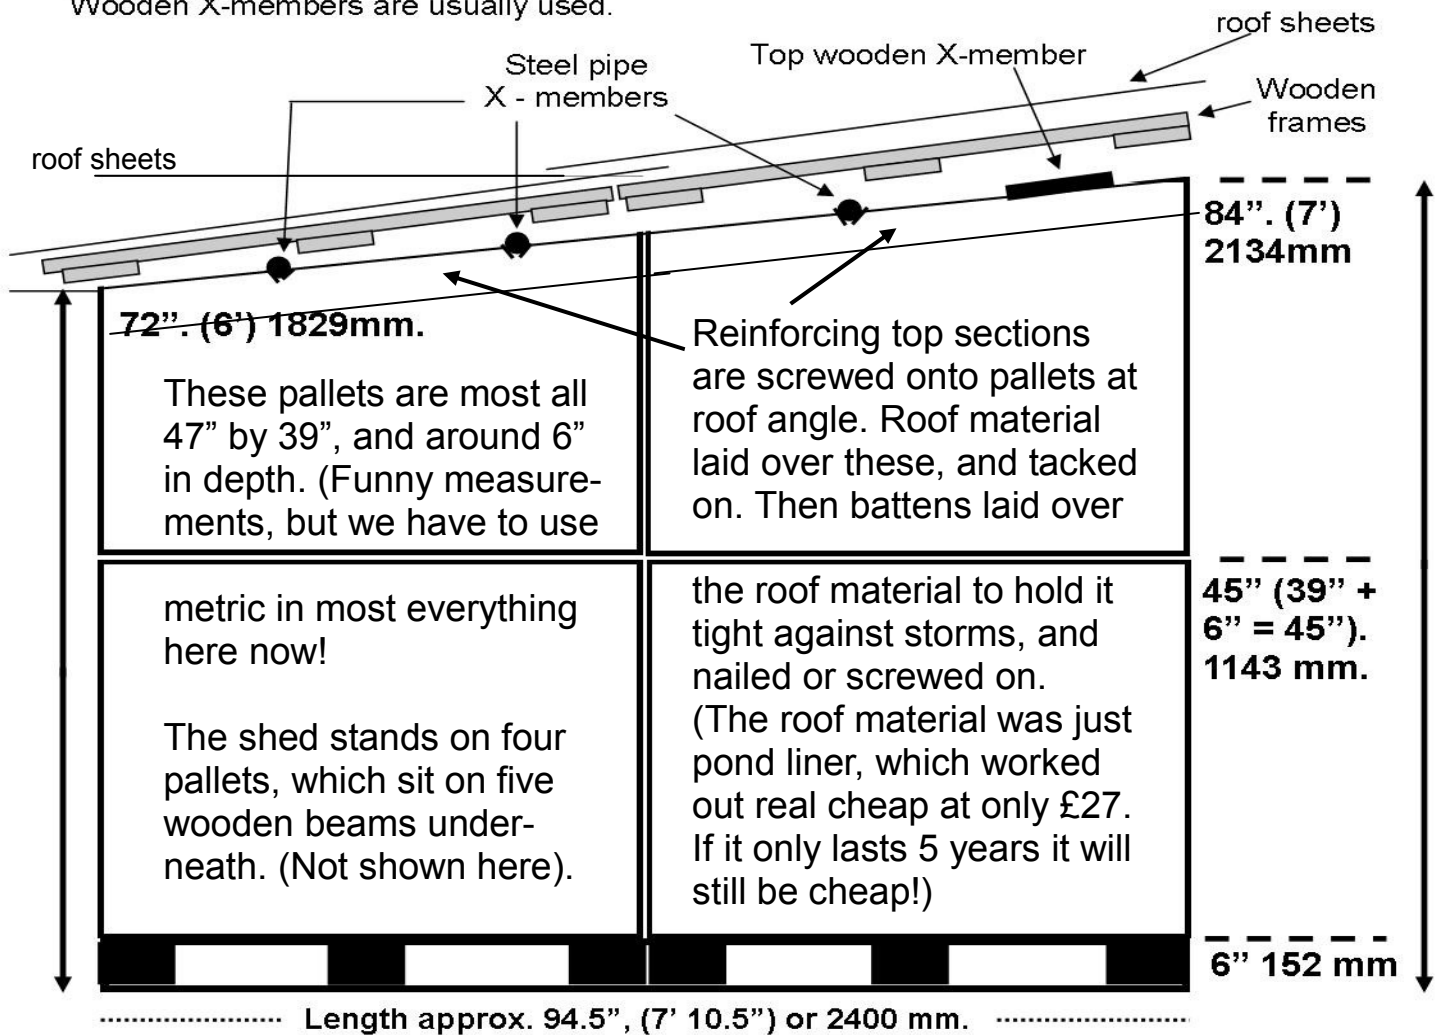 Wooden X-members are usually used.
roof sheets
Top wooden X-member
Steel pipe
X - members
Wooden
frames
roof sheets
84”. (7’)
2134mm
72”. (6’) 1829mm.
These pallets are most all
47” by 39”, and around 6”
in depth. (Funny measure-
ments, but we have to use
metric in most everything
here now!
The shed stands on four
pallets, which sit on five
wooden beams under-
neath. (Not shown here).
Reinforcing top sections
are screwed onto pallets at
roof angle. Roof material
laid over these, and tacked
on. Then battens laid over
the roof material to hold it
tight against storms, and
nailed or screwed on.
(The roof material was just
pond liner, which worked
out real cheap at only £27.
If it only lasts 5 years it will
still be cheap!)
45” (39” +
6” = 45”).
1143 mm.
6” 152 mm
Length approx. 94.5”, (7’ 10.5”) or 2400 mm.